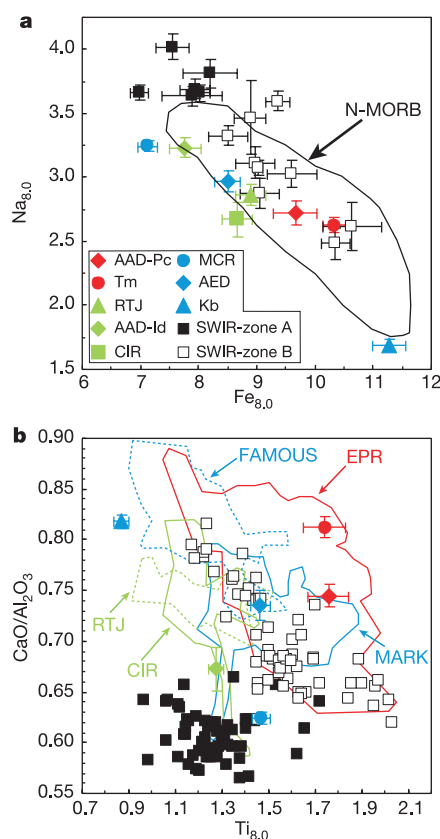 a
4.0
3.5
3.0
2.5
2.0
1.5
Na8.0
N-MORB
AAD-Pc
Tm
RTJ
AAD-Id
CIR
MCR
AED
Kb
SWIR-zone A
SWIR-zone B
6 7 8 9 10 11 12
Fe8.0
b
0.90
0.85
0.80
0.75
0.70
0.65
0.60
0.55
CaO/Al2O3
FAMOUS
EPR
RTJ
CIR
MARK
0.7 0.9 1.1 1.3 1.5 1.7 1.9 2.1
Ti8.0